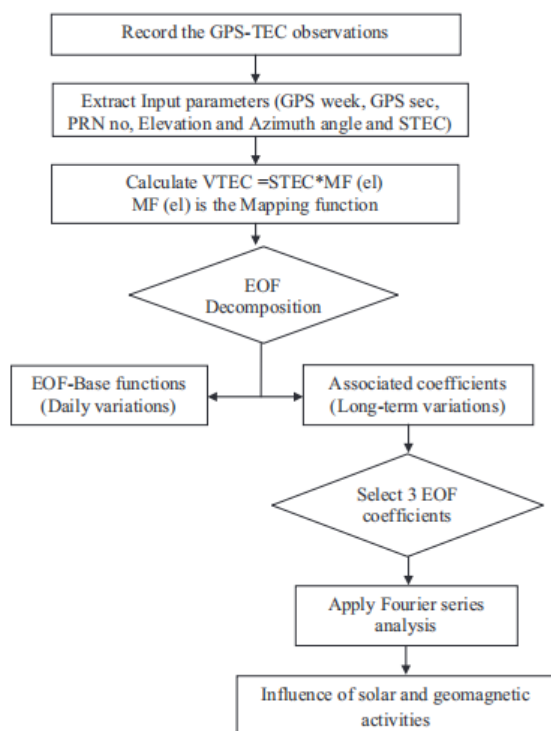 Record the GPS-TEC observations
Extract Input parameters (GPS week, GPS sec,
PRN no, Elevation and Azimuth angle and STEC)
Calculate VTEC =STEC*MF (el)
MF (el) is the Mapping function
EOF
Decomposition
EOF-Base functions
(Daily variations)
Associated coefficients
(Long-term variations)
Select 3 EOF
coefficients
Apply Fourier series
analysis
Influence of solar and geomagnetic
activities